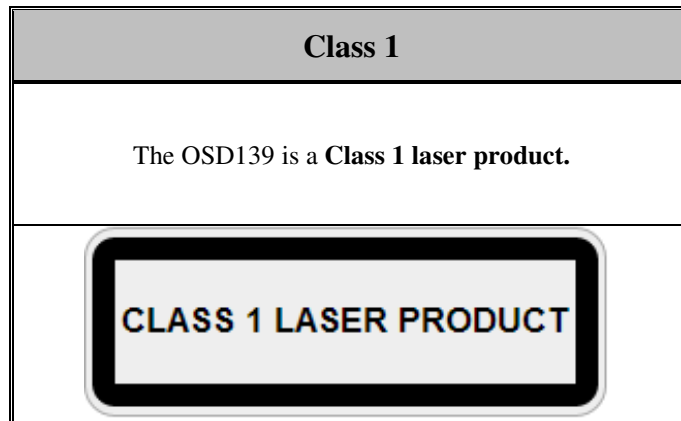 Class 1
The OSD139 is a Class 1 laser product.
CLASS 1 LASER PRODUCT